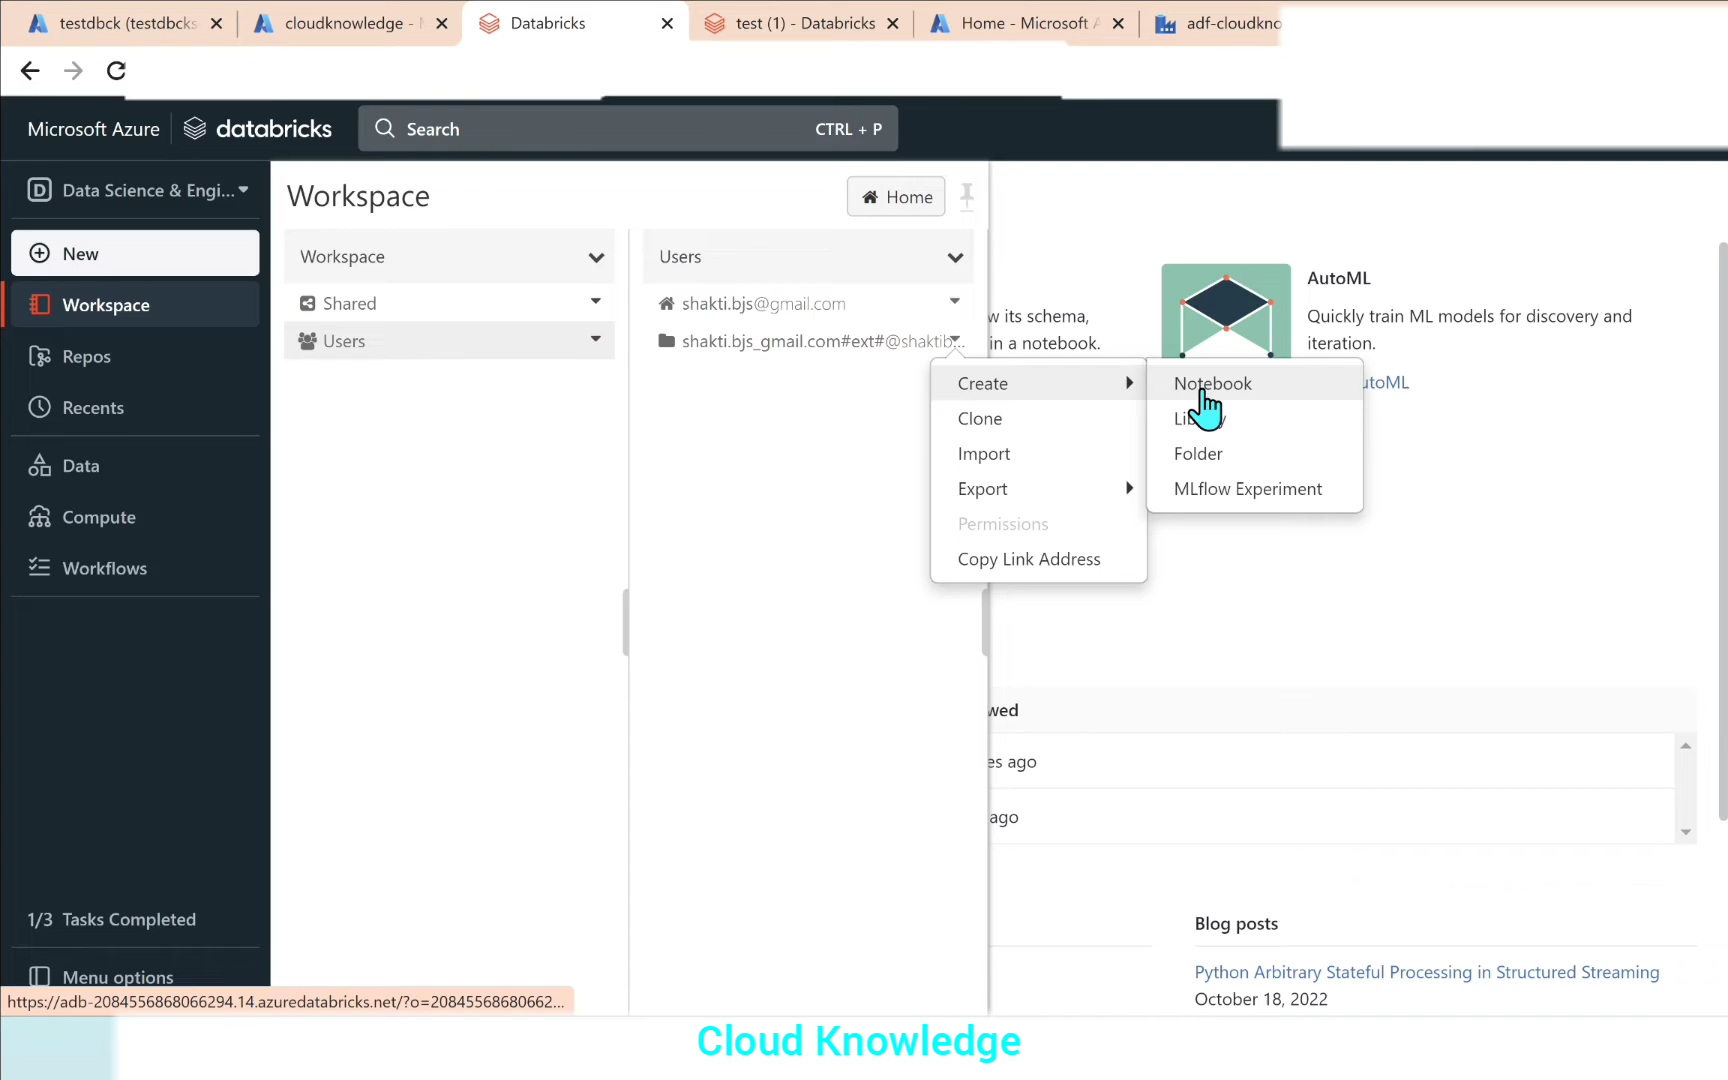 testdbck (testdbcks
cloudknowledge - M
Databricks
test (1) - Databricks
Home - Microsoft A
adf-cloudkno
Microsoft Azure
databricks
Search
CTRL + P
Data Science & Engi...
New
Workspace
Repos
Recents
Data
Compute
Workflows
1/3 Tasks Completed
Menu options
Workspace
Home
Workspace
Shared
Users
Users
shakti.bjs@gmail.com
shakti.bjs_gmail.com#ext#@shaktib...
Create
Clone
Import
Export
Permissions
Copy Link Address
Notebook
Folder
MLflow Experiment
w its schema,
in a notebook.
AutoML
Quickly train ML models for discovery and
iteration.
utoML
wed
es ago
ago
Blog posts
Python Arbitrary Stateful Processing in Structured Streaming
October 18, 2022
https://adb-2084556868066294.14.azuredatabricks.net/?o=20845568680662...
Cloud Knowledge